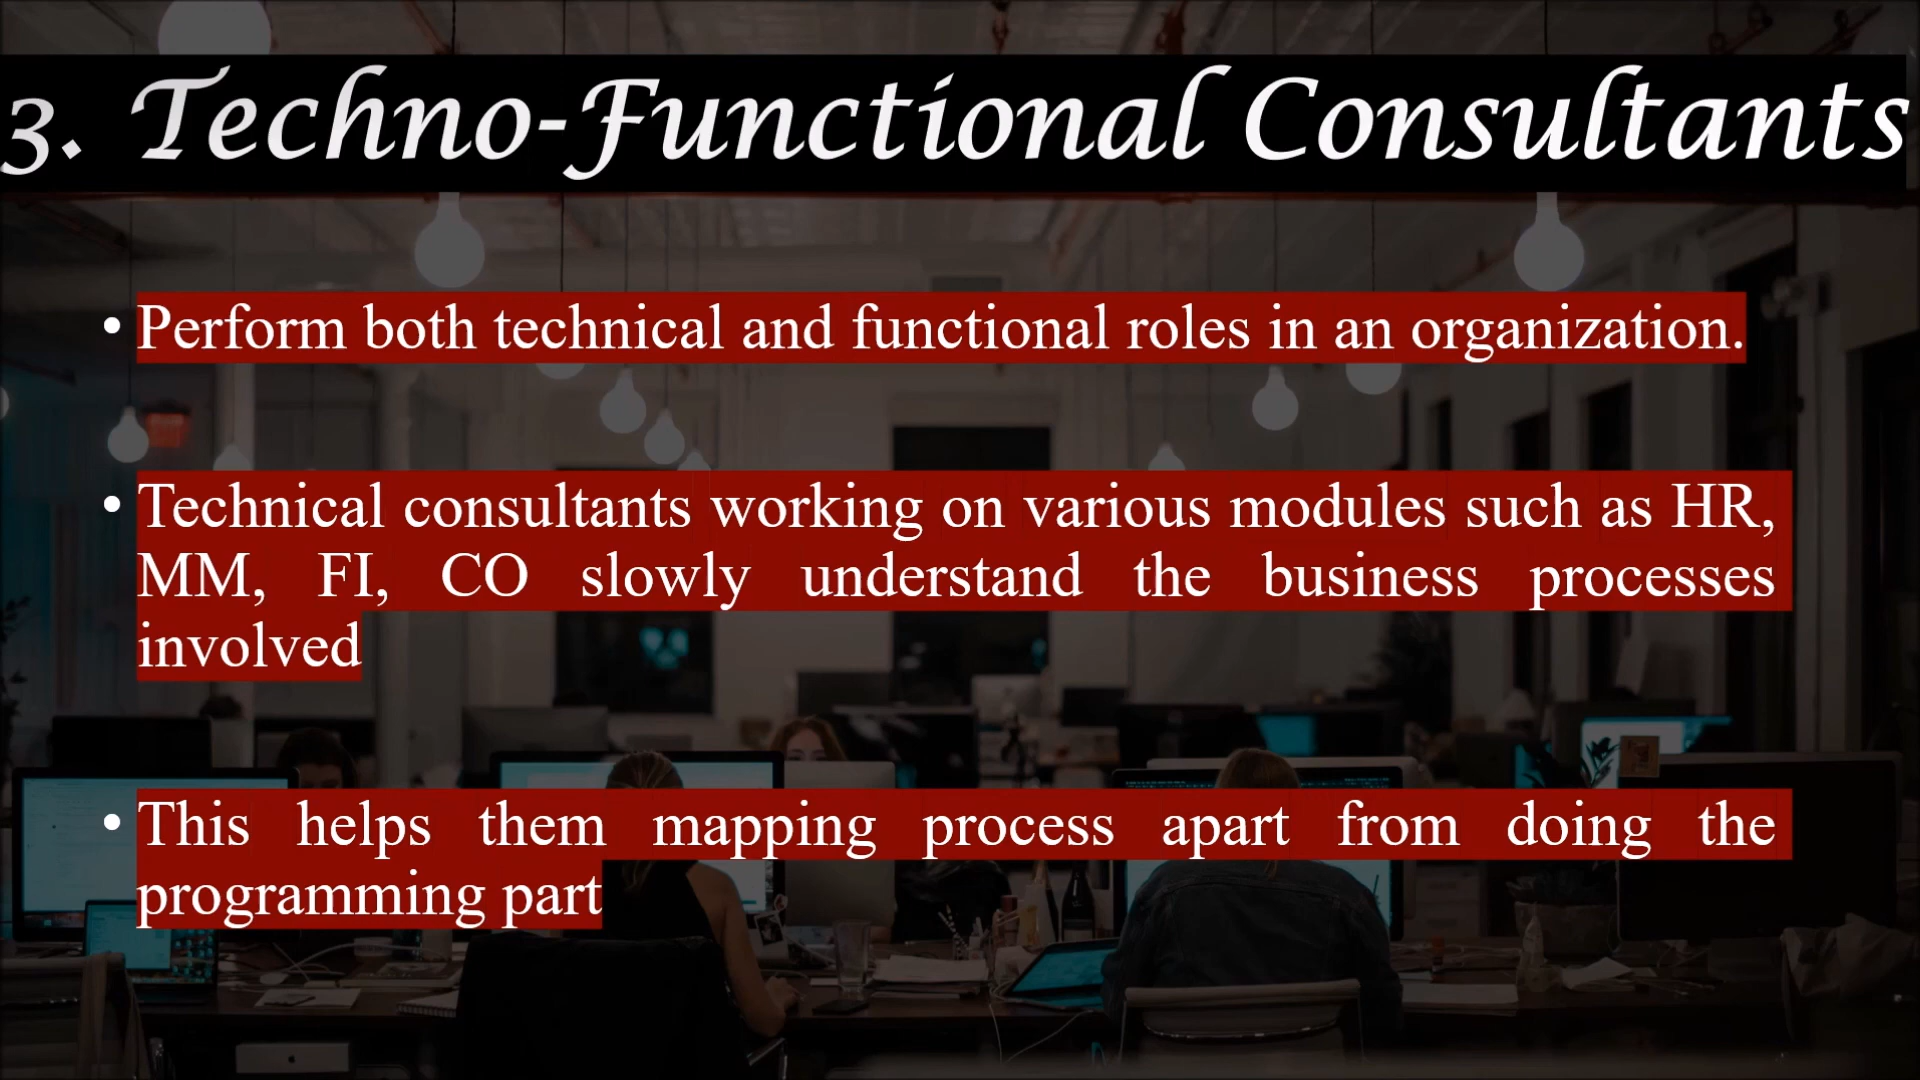 3. Techno-Functional Consultants
• Perform both technical and functional roles in an organization.
• Technical consultants working on various modules such as HR,
MM, FI, CO slowly understand the business processes
involved
• This helps them mapping process apart from doing the
programming part